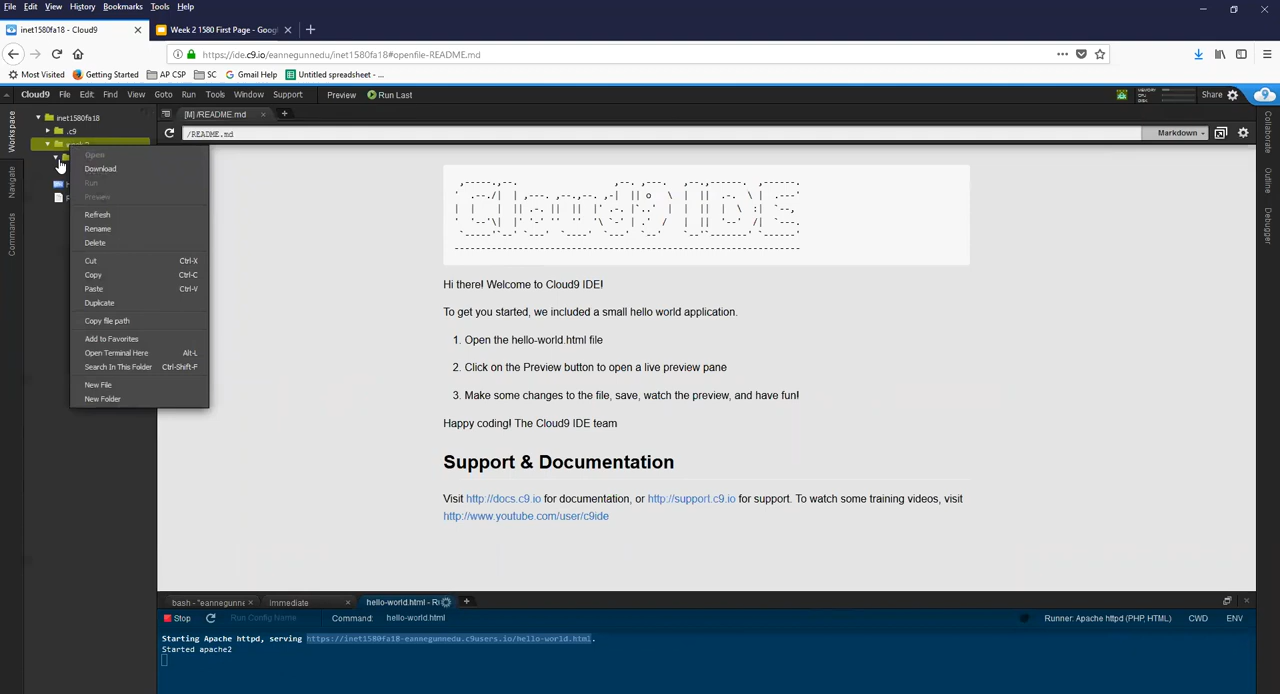 File Edit View History Bookmarks Tools Help
inet1580fa18 - Cloud9 Week 2 1580 First Page - Goog
https://ide.c9.io/eannegunnedu/inet1580fa18#openfile-README.md
Most Visited Getting Started AP CSP SC Gmail Help Untitled spreadsheet - ...
Cloud9 File Edit Find View Goto Run Tools Window Support Preview Run Last MEMORY CPU DISK Share
Workspace
Navigate
Commands
inet1580fa18
.c9
[M] /README.md
/README.md Markdown
Open
Download
Run
Preview
Refresh
Rename
Delete
Cut Ctrl-X
Copy Ctrl-C
Paste Ctrl-V
Duplicate
Copy file path
Add to Favorites
Open Terminal Here Alt-L
Search In This Folder Ctrl-Shift-F
New File
New Folder
Hi there! Welcome to Cloud9 IDE!
To get you started, we included a small hello world application.
1. Open the hello-world.html file
2. Click on the Preview button to open a live preview pane
3. Make some changes to the file, save, watch the preview, and have fun!
Happy coding! The Cloud9 IDE team
Support & Documentation
Visit http://docs.c9.io for documentation, or http://support.c9.io for support. To watch some training videos, visit
http://www.youtube.com/user/c9ide
Collaborate
Outline
Debugger
bash - "eannegunne Immediate hello-world.html - R
Stop Run Config Name Command: hello-world.html Runner: Apache httpd (PHP, HTML) CWD ENV
Starting Apache httpd, serving https://inet1580fa18-eannegunnedu.c9users.io/hello-world.html.
Started apache2